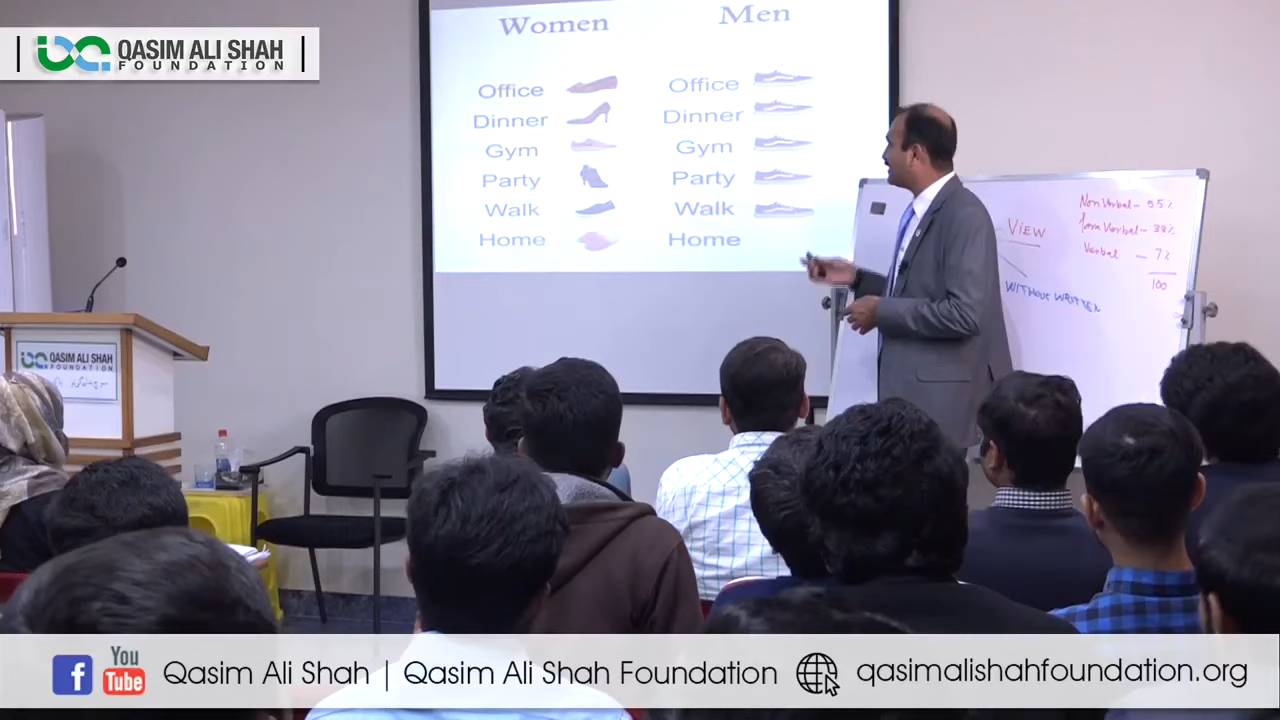 QASIM ALI SHAH
FOUNDATION
Women
Men
Office
Office
Dinner
Dinner
Gym
Gym
Party
Party
Walk
Walk
Home
Home
VIEW
WITHOUT WRITTEN
Non Verbal - 55%
Verbal - 7%
100
QASIM ALI SHAH
FOUNDATION
f
You
Tube
Qasim Ali Shah | Qasim Ali Shah Foundation
qasimalishahfoundation.org